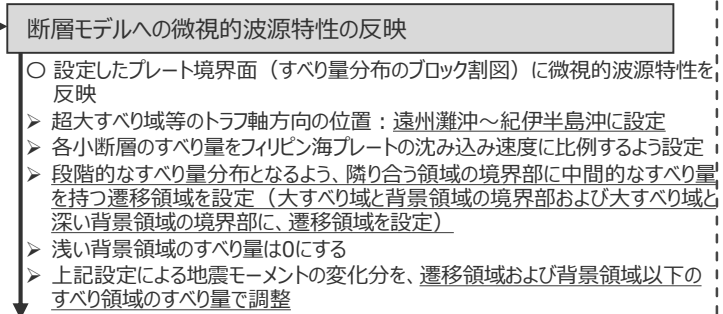 断層モデルへの微視的波源特性の反映
○ 設定したプレート境界面（すべり量分布のブロック割図）に微視的波源特性を
反映
➢ 超大すべり域等のトラフ軸方向の位置：遠州灘沖～紀伊半島沖に設定
➢ 各小断層のすべり量をフィリピン海プレートの沈み込み速度に比例するよう設定
➢ 段階的なすべり量分布となるよう、隣り合う領域の境界部に中間的なすべり量
を持つ遷移領域を設定（大すべり域と背景領域の境界部および大すべり域と
深い背景領域の境界部に、遷移領域を設定）
➢ 浅い背景領域のすべり量は0にする
➢ 上記設定による地震モーメントの変化分を、遷移領域および背景領域以下の
すべり領域のすべり量で調整